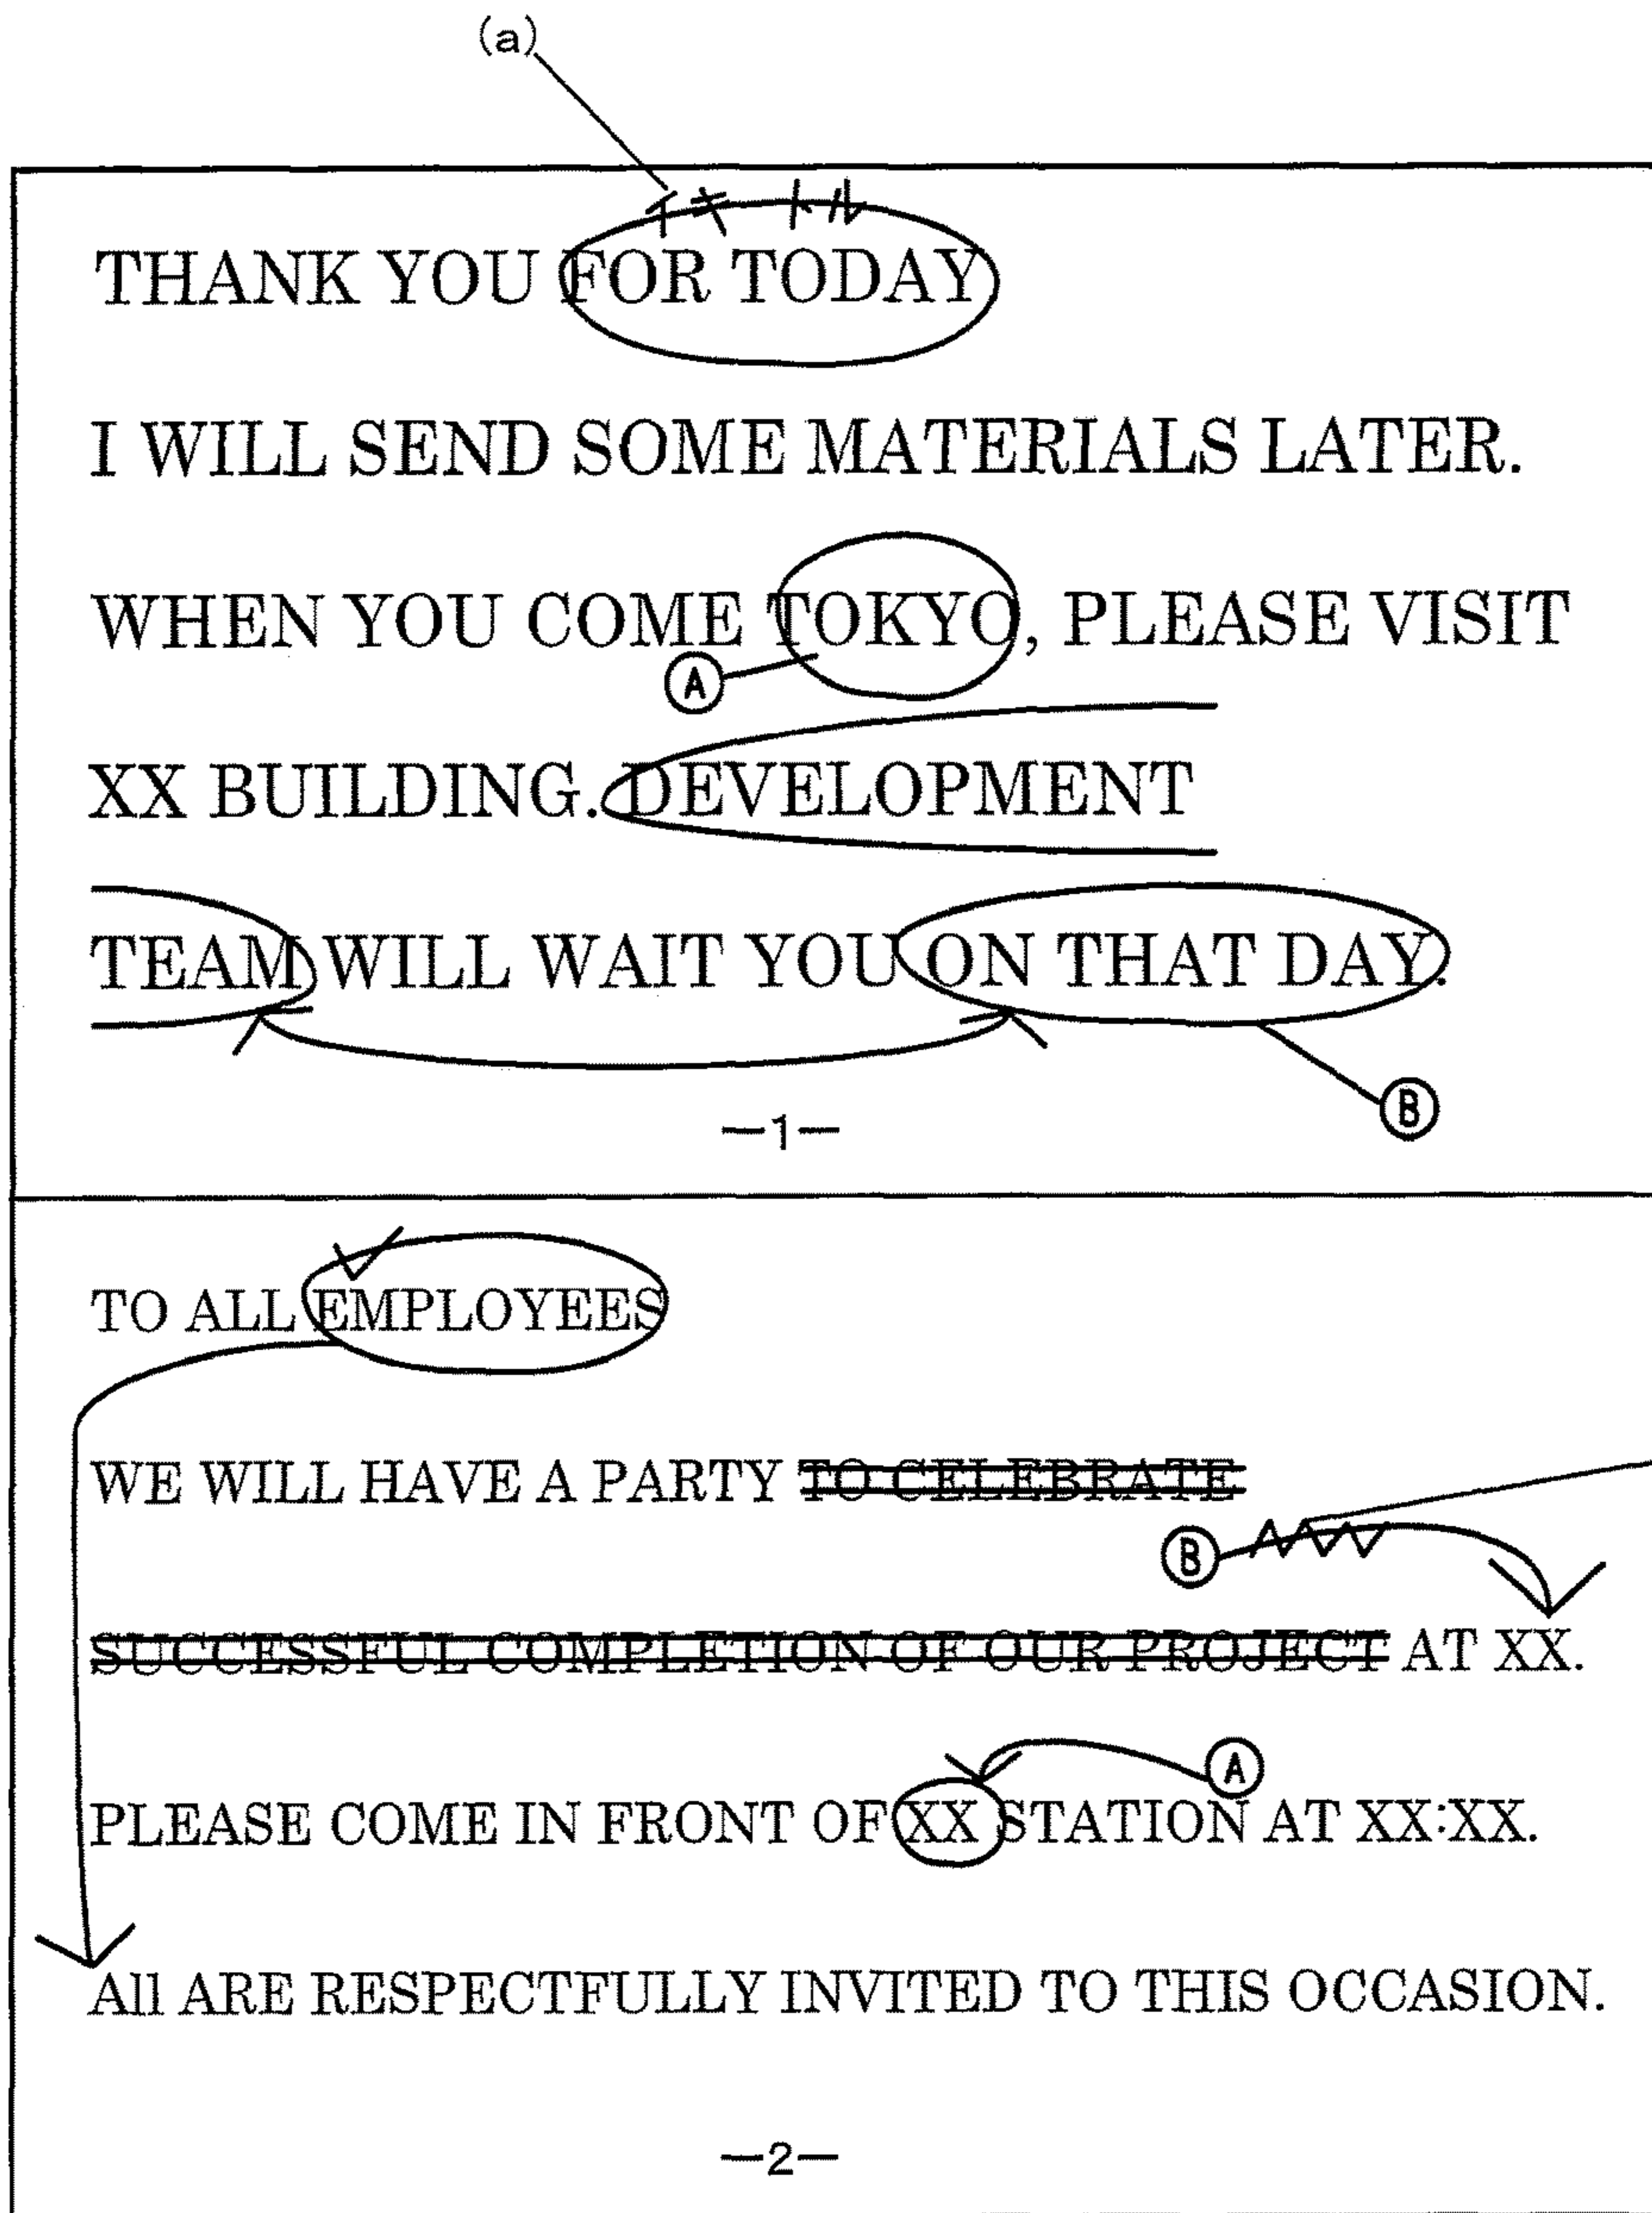 (a)
イキ トル
THANK YOU FOR TODAY
I WILL SEND SOME MATERIALS LATER.
WHEN YOU COME TOKYO, PLEASE VISIT
A
XX BUILDING. DEVELOPMENT
TEAM WILL WAIT YOU ON THAT DAY.
B
—1—
TO ALL EMPLOYEES
WE WILL HAVE A PARTY TO CELEBRATE
B
SUCCESSFUL COMPLETION OF OUR PROJECT AT XX.
A
PLEASE COME IN FRONT OF XX STATION AT XX:XX.
All ARE RESPECTFULLY INVITED TO THIS OCCASION.
—2—